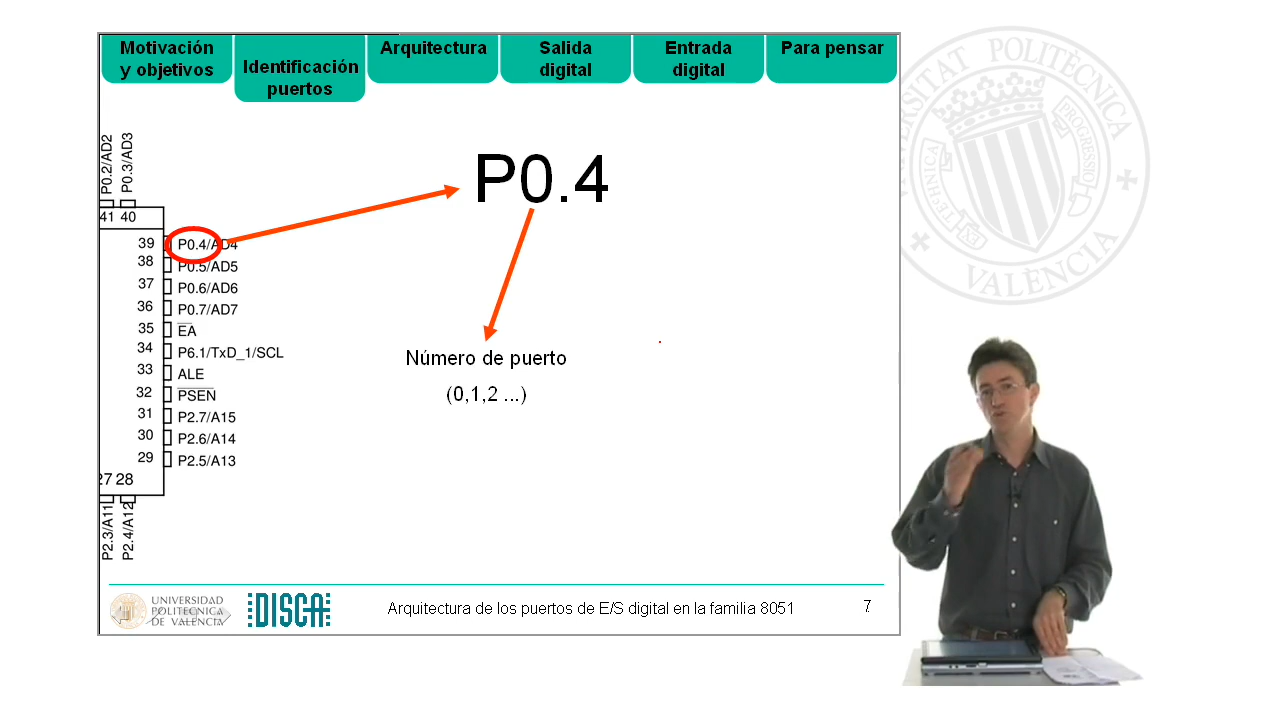 Motivación
y objetivos
Identificación
puertos
Arquitectura
Salida
digital
Entrada
digital
Para pensar
P0.4
P0.2/AD2
P0.3/AD3
41 40
39 P0.4/AD4
38 P0.5/AD5
37 P0.6/AD6
36 P0.7/AD7
35 EA
34 P6.1/TxD_1/SCL
33 ALE
32 PSEN
31 P2.7/A15
30 P2.6/A14
29 P2.5/A13
27 28
P2.3/A11
P2.4/A12
Número de puerto
(0,1,2 ...)
UNIVERSIDAD
POLITECNICA
DE VALENCIA
DISCA
Arquitectura de los puertos de E/S digital en la familia 8051
7
POLITÈCNICA
VALÈNCIA